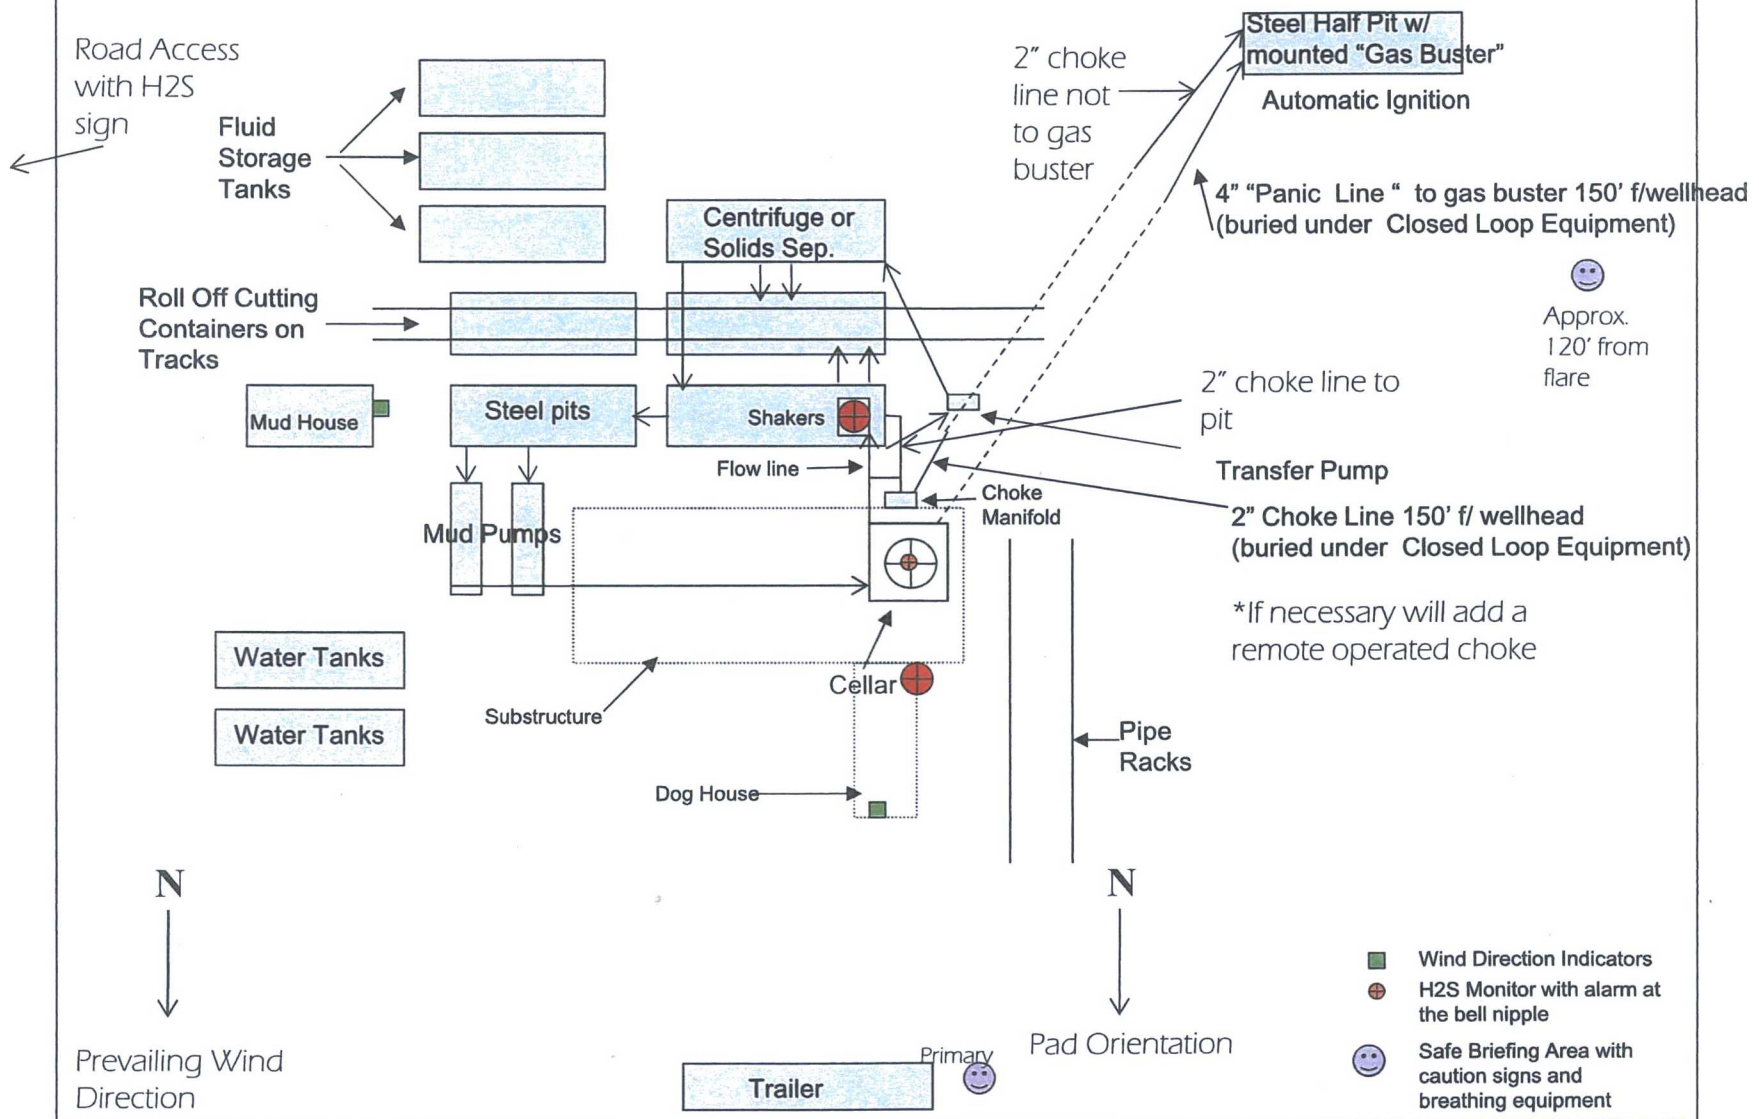 Road Access
with H2S
sign
Fluid
Storage
Tanks
2” choke
line not
to gas
buster
Steel Half Pit w/
mounted “Gas Buster”
Automatic Ignition
4” “Panic Line “ to gas buster 150’ f/wellhead
(buried under Closed Loop Equipment)
Approx.
120’ from
flare
Centrifuge or
Solids Sep.
Roll Off Cutting
Containers on
Tracks
Mud House
Steel pits
Shakers
2” choke line to
pit
Flow line
Transfer Pump
Choke
Manifold
2” Choke Line 150’ f/ wellhead
(buried under Closed Loop Equipment)
Mud Pumps
*If necessary will add a
remote operated choke
Water Tanks
Water Tanks
Cellar
Substructure
Pipe
Racks
Dog House
N
N
Prevailing Wind
Direction
Pad Orientation
Primary
Trailer
Wind Direction Indicators
H2S Monitor with alarm at
the bell nipple
Safe Briefing Area with
caution signs and
breathing equipment